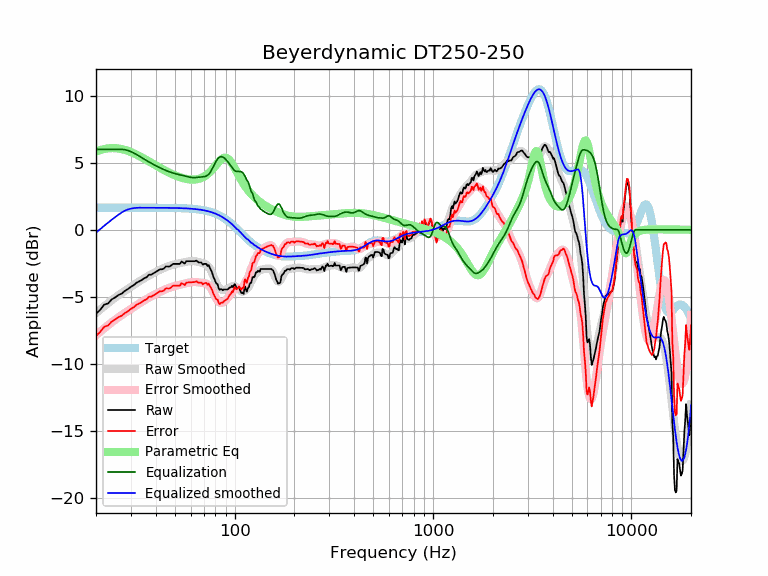 Beyerdynamic DT250-250
10
5
0
−5
−10
−15
−20
Amplitude (dBr)
Target
Raw Smoothed
Error Smoothed
Raw
Error
Parametric Eq
Equalization
Equalized smoothed
100 1000 10000
Frequency (Hz)